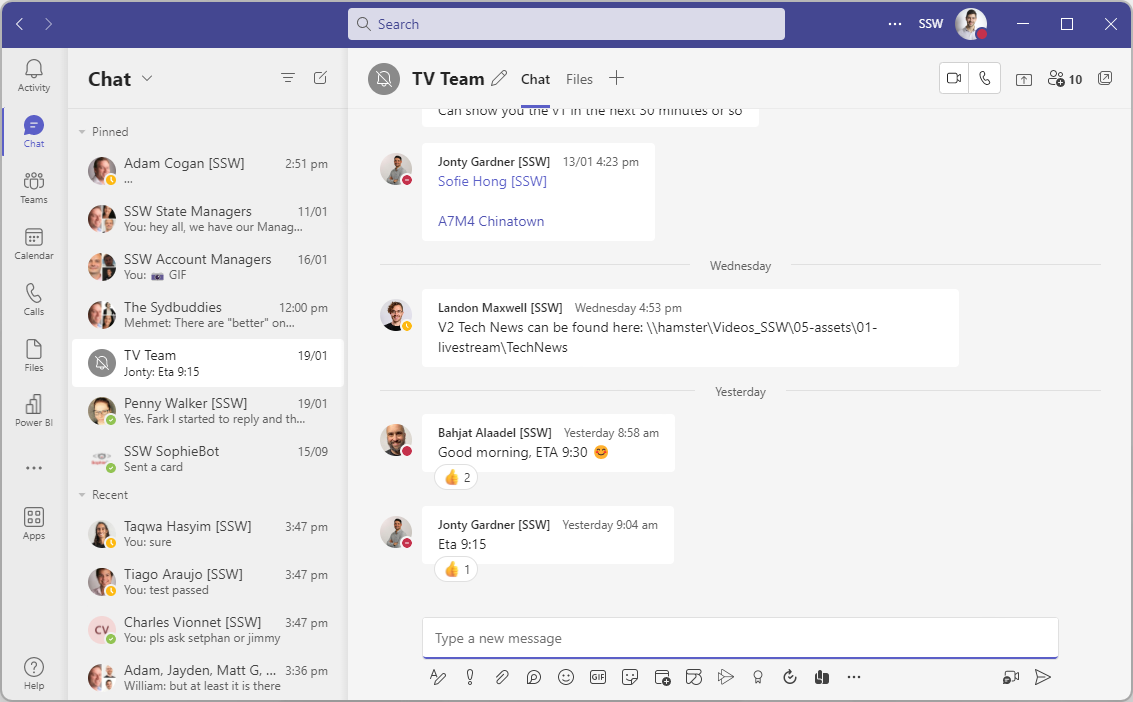 Search
SSW
Activity
Chat
Teams
Calendar
Calls
Files
Power BI
Apps
Help
Chat
Pinned
Adam Cogan [SSW] 2:51 pm
...
SSW State Managers 11/01
You: hey all, we have our Manag...
SSW Account Managers 16/01
You: 📷 GIF
The Sydbuddies 12:00 pm
Mehmet: There are "better" on...
TV Team 19/01
Jonty: Eta 9:15
Penny Walker [SSW] 19/01
Yes. Fark I started to reply and th...
SSW SophieBot 15/09
Sent a card
Recent
Taqwa Hasyim [SSW] 3:47 pm
You: sure
Tiago Araujo [SSW] 3:47 pm
You: test passed
CV
Charles Vionnet [SSW] 3:47 pm
You: pls ask setphan or jimmy
Adam, Jayden, Matt G, ... 3:36 pm
William: but at least it is there
TV Team Chat Files 10
Can show you the v1 in the next 30 minutes or so
Jonty Gardner [SSW] 13/01 4:23 pm
Sofie Hong [SSW]
A7M4 Chinatown
Wednesday
Landon Maxwell [SSW] Wednesday 4:53 pm
V2 Tech News can be found here: \\hamster\Videos_SSW\05-assets\01-
livestream\TechNews
Yesterday
Bahjat Alaadel [SSW] Yesterday 8:58 am
Good morning, ETA 9:30 😊
👍 2
Jonty Gardner [SSW] Yesterday 9:04 am
Eta 9:15
👍 1
Type a new message
GIF